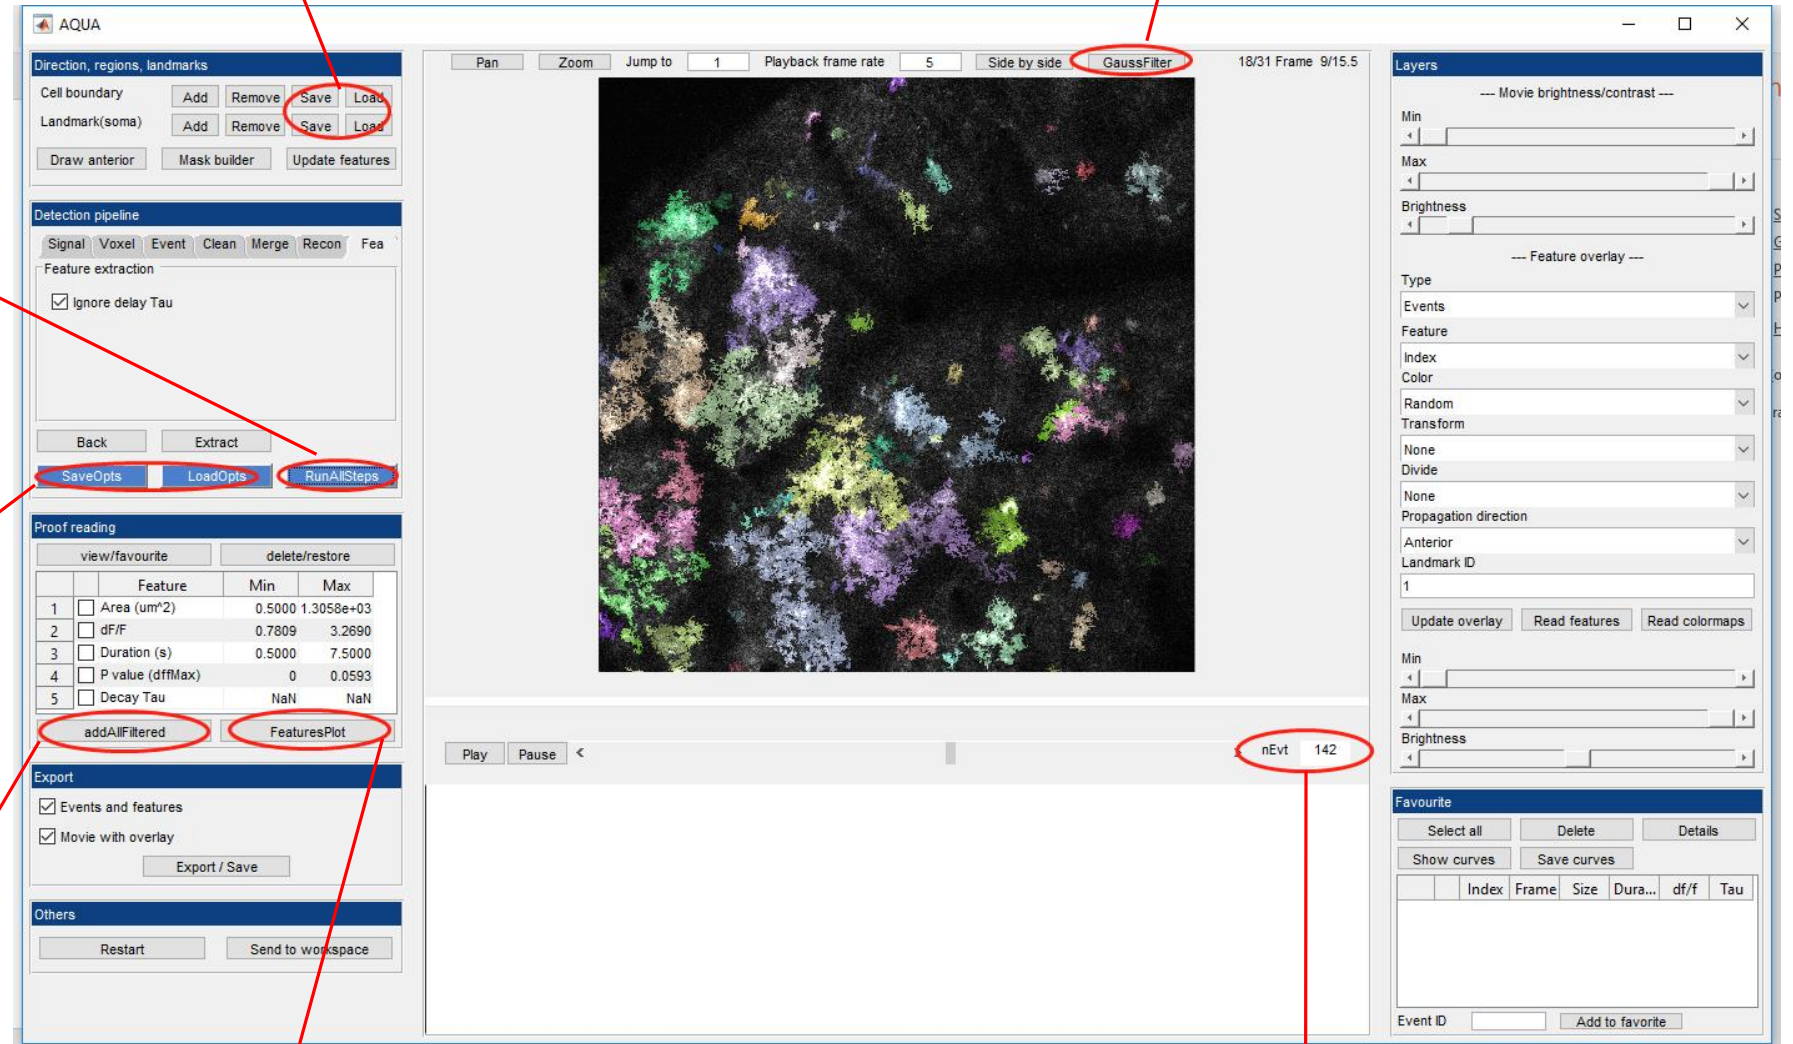 AQUA
Direction, regions, landmarks
Cell boundary Add Remove Save Load
Landmark(soma) Add Remove Save Load
Draw anterior Mask builder Update features
Detection pipeline
Signal Voxel Event Clean Merge Recon Fea
Feature extraction
Ignore delay Tau
Back Extract
SaveOpts LoadOpts RunAllSteps
Proof reading
view/favourite delete/restore
Feature Min Max
1 Area (um^2) 0.5000 1.3058e+03
2 dF/F 0.7809 3.2690
3 Duration (s) 0.5000 7.5000
4 P value (dffMax) 0 0.0593
5 Decay Tau NaN NaN
addAllFiltered FeaturesPlot
Export
Events and features
Movie with overlay
Export / Save
Others
Restart Send to workspace
Pan Zoom Jump to 1 Playback frame rate 5 Side by side GaussFilter 18/31 Frame 9/15.5
Play Pause < > nEvt 142
Layers
--- Movie brightness/contrast ---
Min
Max
Brightness
--- Feature overlay ---
Type
Events
Feature
Index
Color
Random
Transform
None
Divide
None
Propagation direction
Anterior
Landmark ID
1
Update overlay Read features Read colormaps
Min
Max
Brightness
Favourite
Select all Delete Details
Show curves Save curves
Index Frame Size Dura... df/f Tau
Event ID Add to favorite